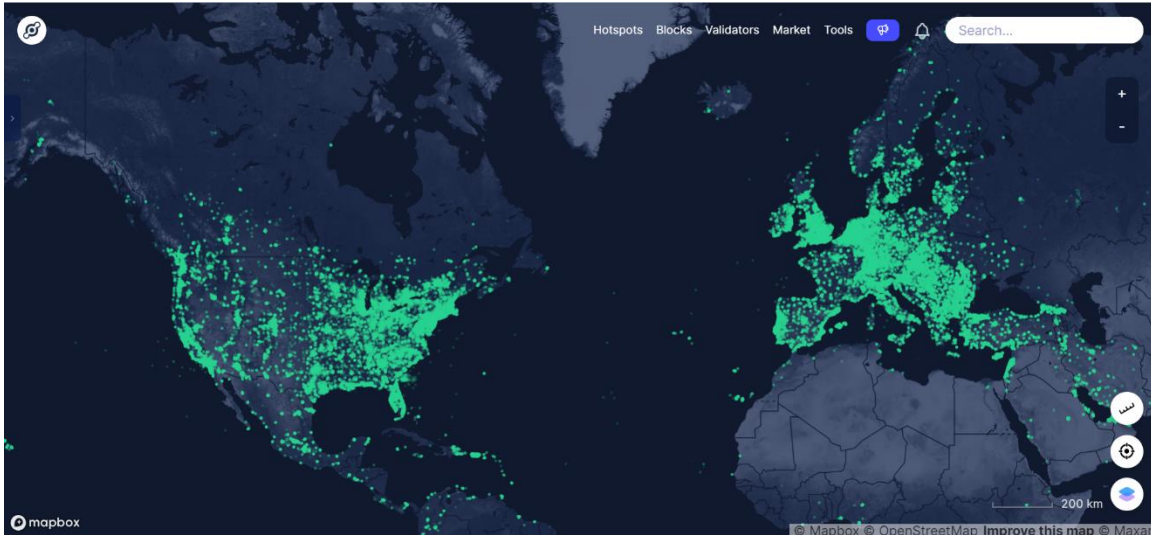 Hotspots Blocks Validators Market Tools Search...
+
-
200 km
mapbox
© Mapbox © OpenStreetMap Improve this map © Maxar